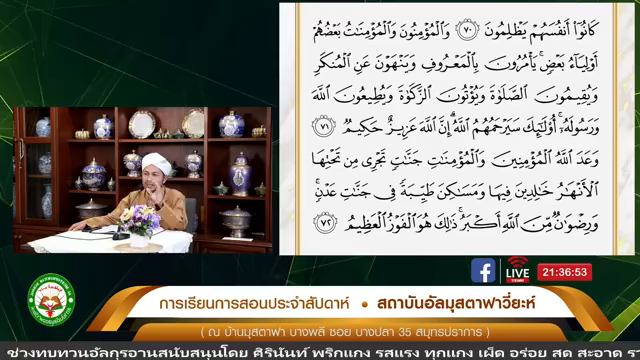 كَانُوٓا۟ أَنفُسَهُمْ يَظْلِمُونَ ٧٠ وَٱلْمُؤْمِنُونَ وَٱلْمُؤْمِنَـٰتُ بَعْضُهُمْ
أَوْلِيَآءُ بَعْضٍ ۚ يَأْمُرُونَ بِٱلْمَعْرُوفِ وَيَنْهَوْنَ عَنِ ٱلْمُنكَرِ
وَيُقِيمُونَ ٱلصَّلَوٰةَ وَيُؤْتُونَ ٱلزَّكَوٰةَ وَيُطِيعُونَ ٱللَّهَ
وَرَسُولَهُۥٓ ۚ أُو۟لَـٰٓئِكَ سَيَرْحَمُهُمُ ٱللَّهُ ۗ إِنَّ ٱللَّهَ عَزِيزٌ حَكِيمٌ ٧١
وَعَدَ ٱللَّهُ ٱلْمُؤْمِنِينَ وَٱلْمُؤْمِنَـٰتِ جَنَّـٰتٍ تَجْرِى مِن تَحْتِهَا
ٱلْأَنْهَـٰرُ خَـٰلِدِينَ فِيهَا وَمَسَـٰكِنَ طَيِّبَةً فِى جَنَّـٰتِ عَدْنٍ ۚ
وَرِضْوَٰنٌ مِّنَ ٱللَّهِ أَكْبَرُ ۚ ذَٰلِكَ هُوَ ٱلْفَوْزُ ٱلْعَظِيمُ ٧٢
LIVE 21:36:53
การเรียนการสอนประจำสัปดาห์ • สถาบันอัลมุสตาฟาวี่ยะห์
( ณ บ้านมุสตาฟา บางพลี ซอย บางปลา 35 สมุทรปราการ )
ช่วงทบทวนอัลกุรอานสนับสนุนโดย ศิรินันท์ พริกแกง รสแรง ทุกแกง เผ็ด อร่อย สด สะอาด